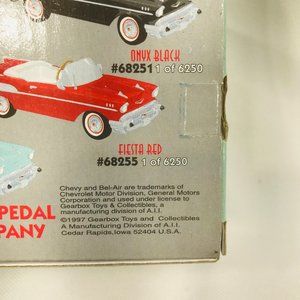 ONYX BLACK
#68251 1 of 6250
FIESTA RED
#68255 1 of 6250
PEDAL
PANY
Chevy and Bel-Air are trademarks of
Chevrolet Motor Division, General Motors
Corporation and used under license to
Gearbox Toys & Collectibles, a
manufacturing division of A.I.I.
©1997 Gearbox Toys and Collectibles
A Manufacturing Division of A.I.I.
Cedar Rapids,Iowa 52404 U.S.A.